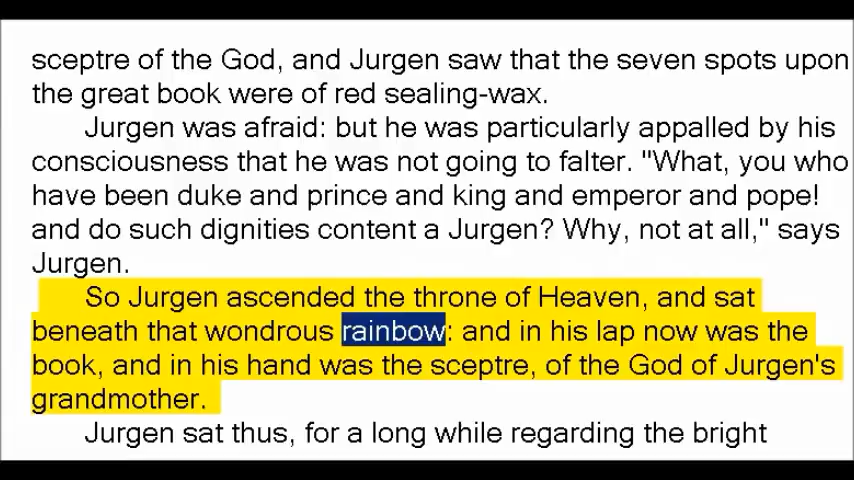 sceptre of the God, and Jurgen saw that the seven spots upon
the great book were of red sealing-wax.
Jurgen was afraid: but he was particularly appalled by his
consciousness that he was not going to falter. "What, you who
have been duke and prince and king and emperor and pope!
and do such dignities content a Jurgen? Why, not at all," says
Jurgen.
So Jurgen ascended the throne of Heaven, and sat
beneath that wondrous rainbow: and in his lap now was the
book, and in his hand was the sceptre, of the God of Jurgen's
grandmother.
Jurgen sat thus, for a long while regarding the bright